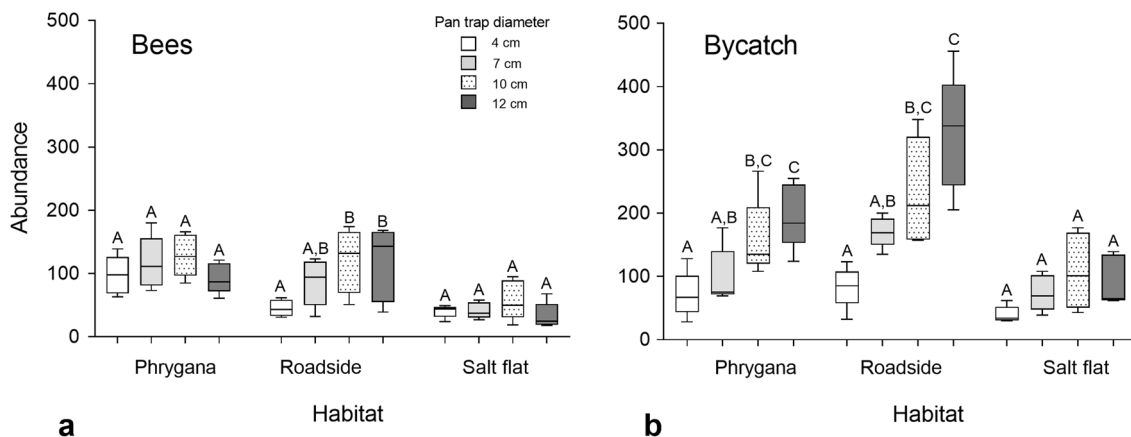 Bees
Pan trap diameter
4 cm
7 cm
10 cm
12 cm
Abundance
500
400
300
200
100
0
A
A
A
A
A
A,B
B
B
A
A
A
A
Phrygana
Roadside
Salt flat
Habitat
a
Bycatch
500
400
300
200
100
0
A
A,B
B,C
C
A
A,B
B,C
C
A
A
A
A
Phrygana
Roadside
Salt flat
Habitat
b